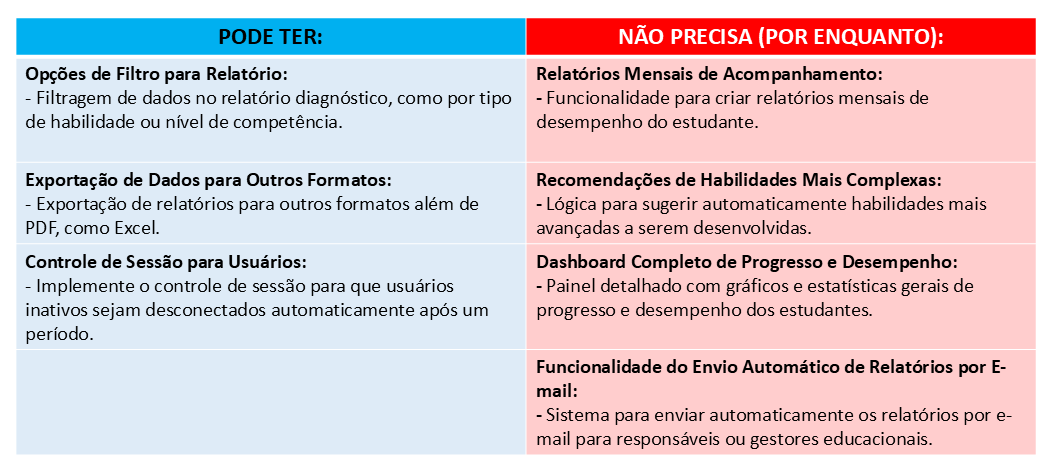 PODE TER:
NÃO PRECISA (POR ENQUANTO):
Opções de Filtro para Relatório:
- Filtragem de dados no relatório diagnóstico, como por tipo
de habilidade ou nível de competência.
Relatórios Mensais de Acompanhamento:
- Funcionalidade para criar relatórios mensais de
desempenho do estudante.
Exportação de Dados para Outros Formatos:
- Exportação de relatórios para outros formatos além de
PDF, como Excel.
Recomendações de Habilidades Mais Complexas:
- Lógica para sugerir automaticamente habilidades mais
avançadas a serem desenvolvidas.
Controle de Sessão para Usuários:
- Implemente o controle de sessão para que usuários
inativos sejam desconectados automaticamente após um
período.
Dashboard Completo de Progresso e Desempenho:
- Painel detalhado com gráficos e estatísticas gerais de
progresso e desempenho dos estudantes.
Funcionalidade do Envio Automático de Relatórios por E-
mail:
- Sistema para enviar automaticamente os relatórios por e-
mail para responsáveis ou gestores educacionais.